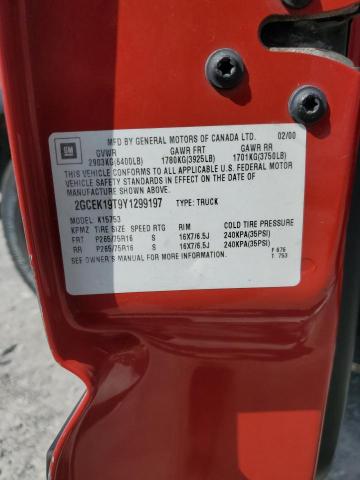 MFD BY GENERAL MOTORS OF CANADA LTD. 02/00
GM GVWR GAWR FRT GAWR RR
2903KG(6400LB) 1780KG(3925LB) 1701KG(3750LB)
THIS VEHICLE CONFORMS TO ALL APPLICABLE U.S. FEDERAL MOTOR
VEHICLE SAFETY STANDARDS IN EFFECT ON THE DATE OF
MANUFACTURE SHOWN ABOVE.
2GCEK19T9Y1299197 TYPE: TRUCK
MODEL: K15753
KPMZ TIRE SIZE SPEED RTG RIM COLD TIRE PRESSURE
FRT P265/75R16 S 16X7/6.5J 240KPA(35PSI)
RR P265/75R16 S 16X7/6.5J 240KPA(35PSI)
SEE OWNER'S MANUAL FOR MORE INFORMATION. F 676
T 753